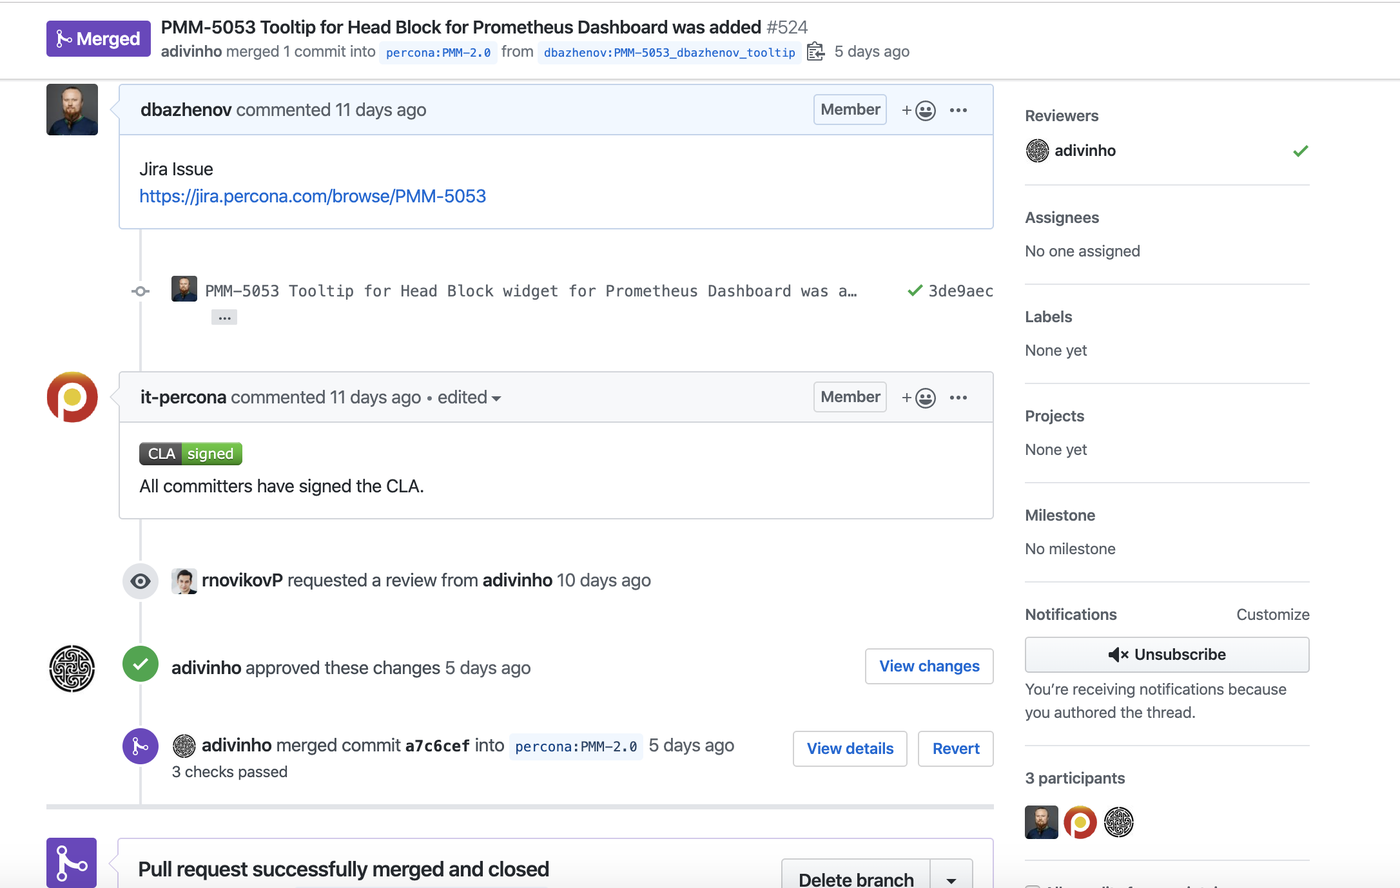 Merged
PMM-5053 Tooltip for Head Block for Prometheus Dashboard was added #524
adivinho merged 1 commit into percona:PMM-2.0 from dbazhenov:PMM-5053_dbazhenov_tooltip 5 days ago
dbazhenov commented 11 days ago
Member
Jira Issue
https://jira.percona.com/browse/PMM-5053
PMM-5053 Tooltip for Head Block widget for Prometheus Dashboard was a…
3de9aec
…
it-percona commented 11 days ago • edited
Member
CLA signed
All committers have signed the CLA.
rnovikovP requested a review from adivinho 10 days ago
adivinho approved these changes 5 days ago
View changes
adivinho merged commit a7c6cef into percona:PMM-2.0 5 days ago
View details
Revert
3 checks passed
Pull request successfully merged and closed
Delete branch
Reviewers
adivinho
Assignees
No one assigned
Labels
None yet
Projects
None yet
Milestone
No milestone
Notifications
Customize
Unsubscribe
You’re receiving notifications because
you authored the thread.
3 participants